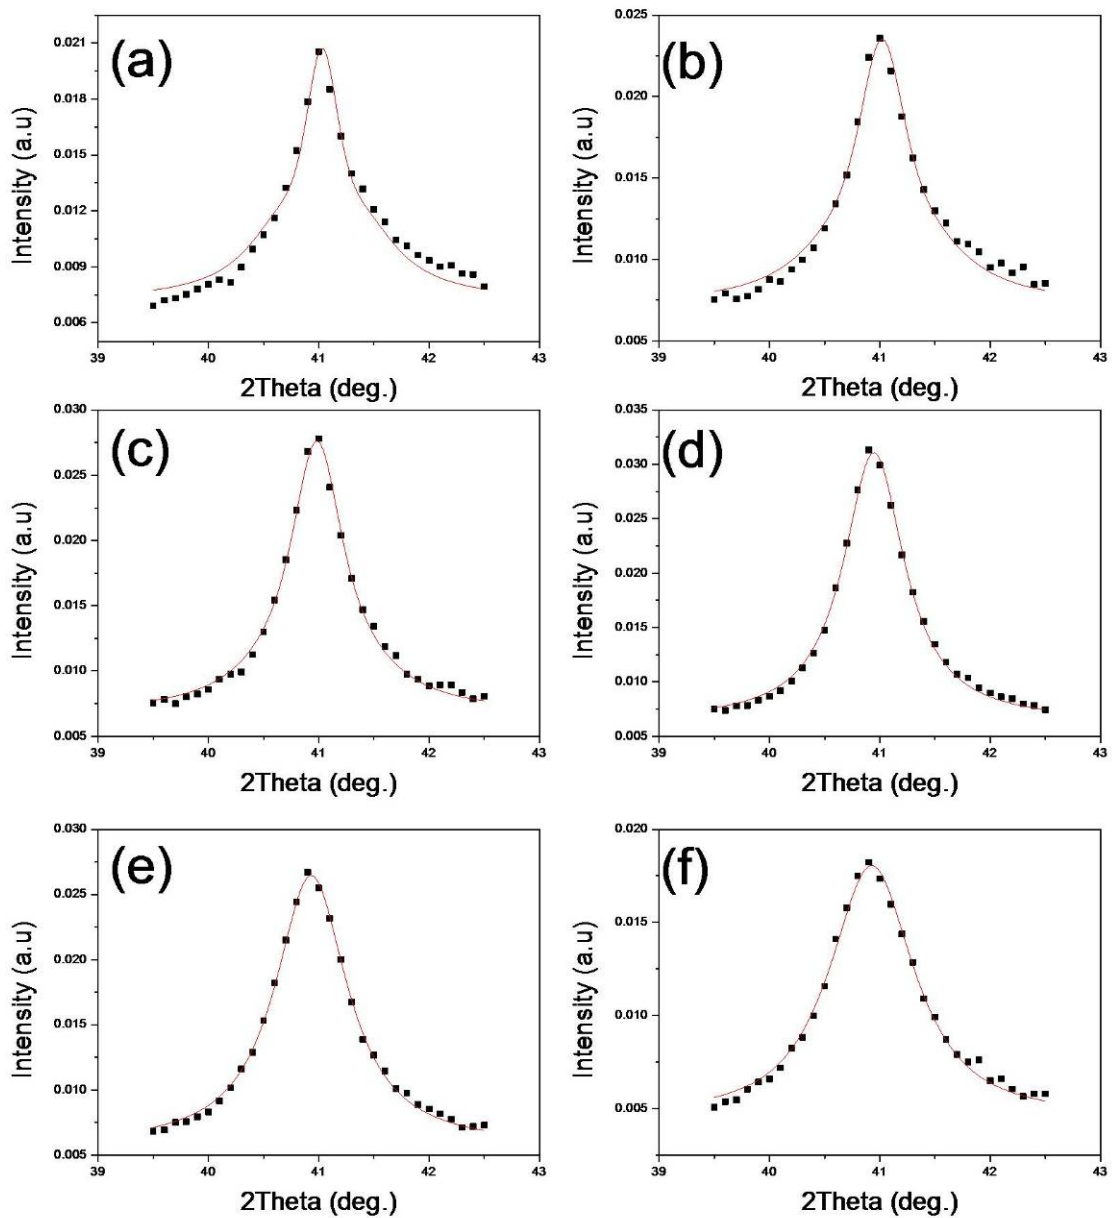 (a)
0.021
0.018
0.015
0.012
0.009
0.006
Intensity (a.u)
39 40 41 42 43
2Theta (deg.)
(b)
0.025
0.020
0.015
0.010
0.005
Intensity (a.u)
39 40 41 42 43
2Theta (deg.)
(c)
0.030
0.025
0.020
0.015
0.010
0.005
Intensity (a.u)
39 40 41 42 43
2Theta (deg.)
(d)
0.035
0.030
0.025
0.020
0.015
0.010
0.005
Intensity (a.u)
39 40 41 42 43
2Theta (deg.)
(e)
0.030
0.025
0.020
0.015
0.010
0.005
Intensity (a.u)
39 40 41 42 43
2Theta (deg.)
(f)
0.020
0.015
0.010
0.005
Intensity (a.u)
39 40 41 42 43
2Theta (deg.)